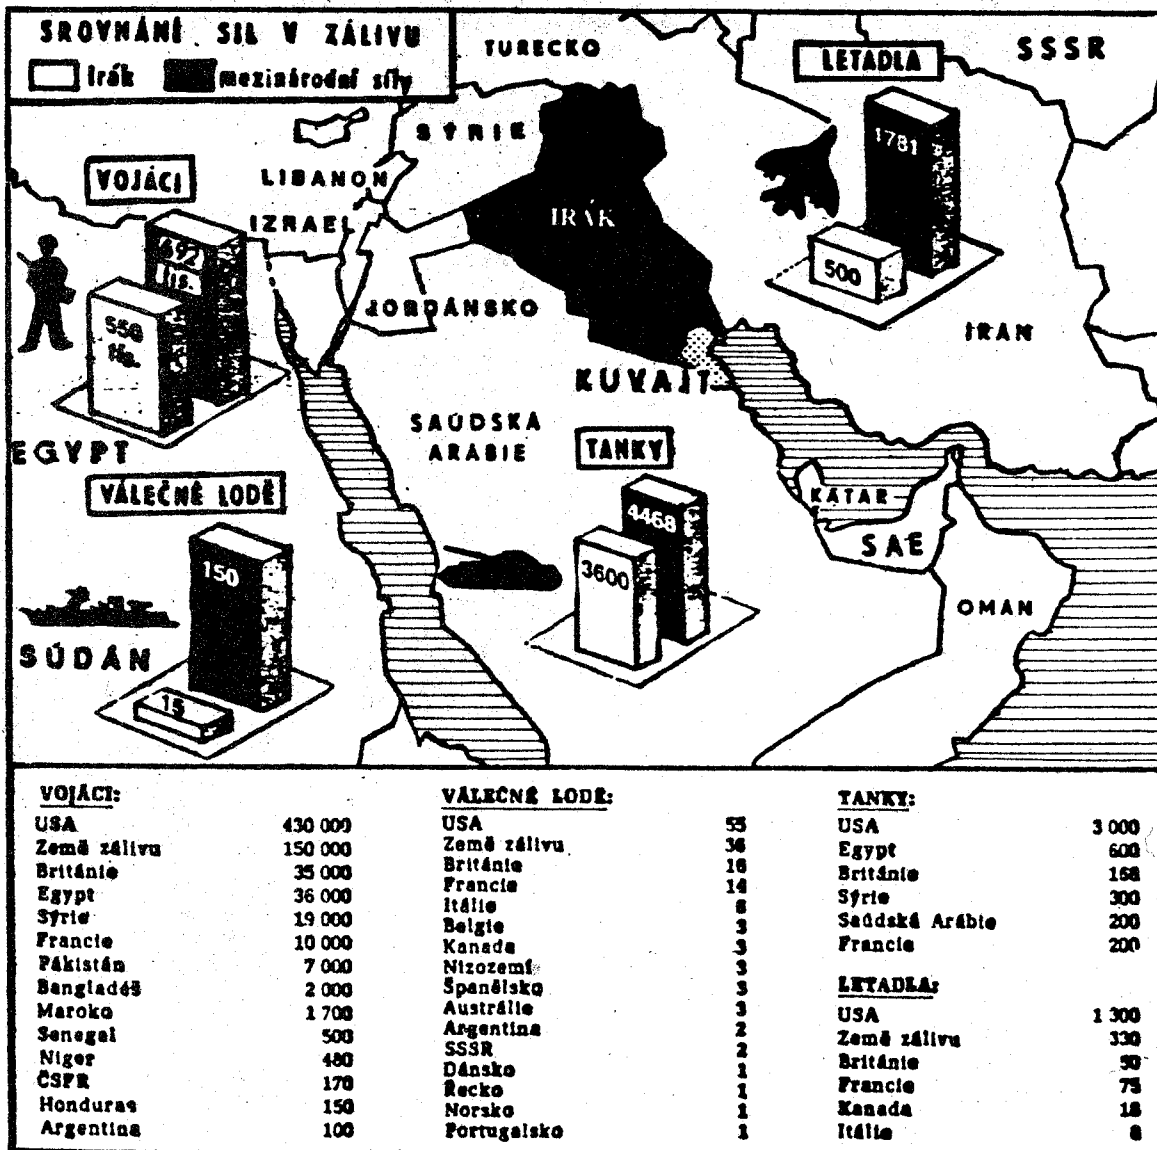 SROVNÁNÍ SIL V ZÁLIVU
Irák mezinárodní síly
TURECKO
LETADLA
SSSR
1781
500
SÝRIE
VOJÁCI
LIBANON
IZRAEL
IRÁK
692
tis.
550
tis.
JORDÁNSKO
IRÁN
KUVAJT
SAÚDSKÁ
ARÁBIE
EGYPT
TANKY
VÁLEČNÉ LODĚ
KATAR
4468
3600
SAE
150
OMÁN
SÚDÁN
15
VOJÁCI:
USA 430 000
Země zálivu 150 000
Británie 35 000
Egypt 36 000
Sýrie 19 000
Francie 10 000
Pákistán 7 000
Bangladéš 2 000
Maroko 1 700
Senegal 500
Niger 480
ČSFR 170
Honduras 150
Argentina 100
VÁLEČNÉ LODĚ:
USA 55
Země zálivu 36
Británie 16
Francie 14
Itálie 6
Belgie 3
Kanada 3
Nizozemí 3
Španělsko 3
Austrálie 3
Argentina 2
SSSR 2
Dánsko 1
Řecko 1
Norsko 1
Portugalsko 1
TANKY:
USA 3 000
Egypt 600
Británie 168
Sýrie 300
Saúdská Arábie 200
Francie 200
LETADLA:
USA 1 300
Země zálivu 330
Británie 50
Francie 75
Kanada 18
Itálie 8